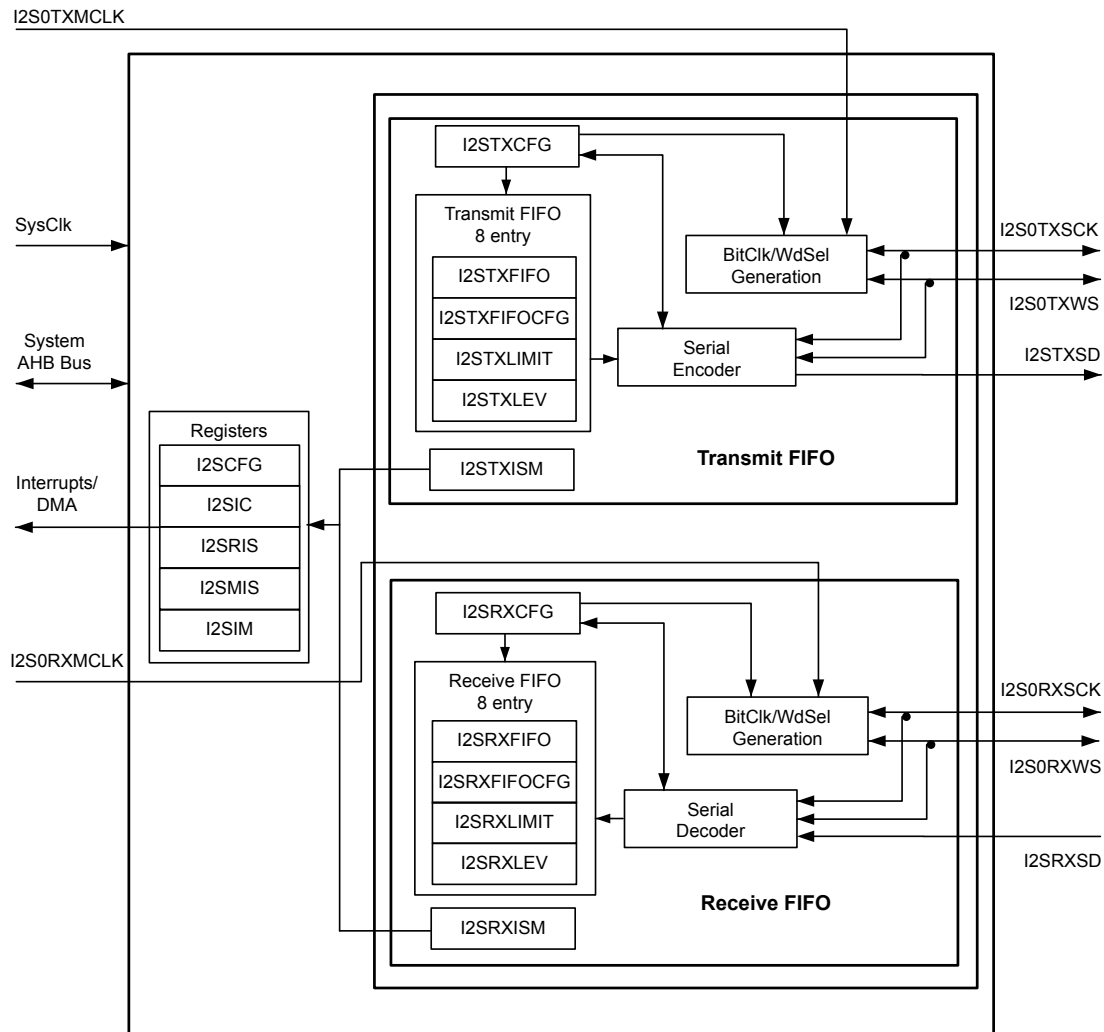 I2S0TXMCLK
I2STXCFG
Transmit FIFO
8 entry
I2STXFIFO
I2STXFIFOCFG
I2STXLIMIT
I2STXLEV
I2STXISM
BitClk/WdSel
Generation
Serial
Encoder
Transmit FIFO
SysClk
System
AHB Bus
Interrupts/
DMA
Registers
I2SCFG
I2SIC
I2SRIS
I2SMIS
I2SIM
I2S0TXSCK
I2S0TXWS
I2STXSD
I2S0RXMCLK
I2SRXCFG
Receive FIFO
8 entry
I2SRXFIFO
I2SRXFIFOCFG
I2SRXLIMIT
I2SRXLEV
I2SRXISM
BitClk/WdSel
Generation
Serial
Decoder
Receive FIFO
I2S0RXSCK
I2S0RXWS
I2SRXSD